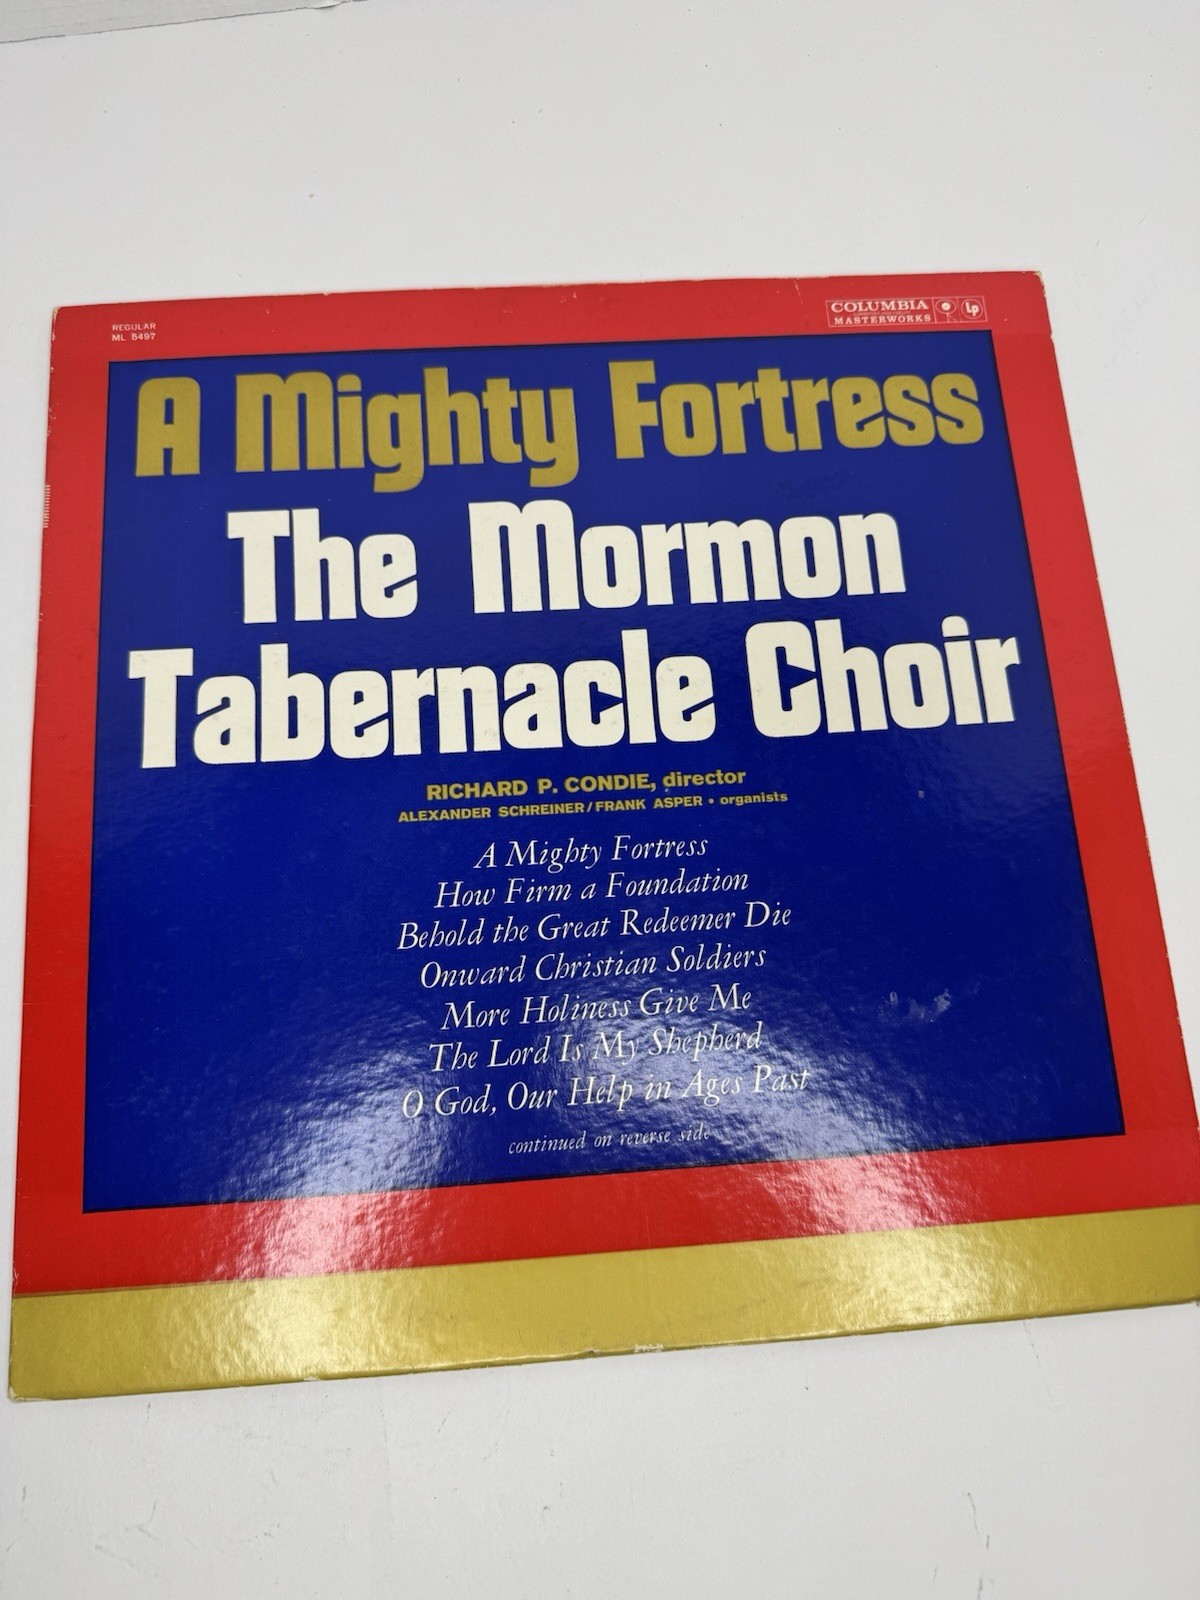 REGULAR
ML 5497
COLUMBIA
MASTERWORKS
Lp
A Mighty Fortress
The Mormon
Tabernacle Choir
RICHARD P. CONDIE, director
ALEXANDER SCHREINER/FRANK ASPER • organists
A Mighty Fortress
How Firm a Foundation
Behold the Great Redeemer Die
Onward Christian Soldiers
More Holiness Give Me
The Lord Is My Shepherd
O God, Our Help in Ages Past
continued on reverse side